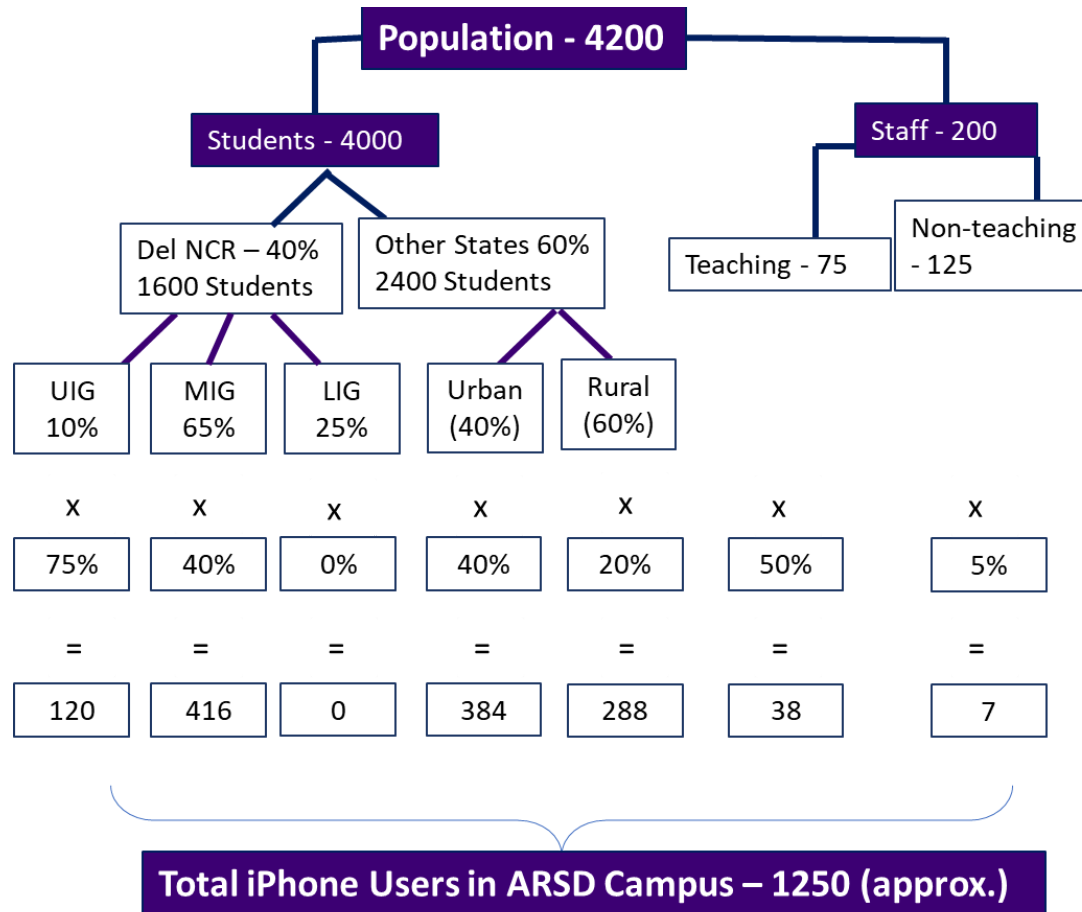 Population - 4200
Students - 4000
Staff - 200
Del NCR – 40%
1600 Students
Other States 60%
2400 Students
Teaching - 75
Non-teaching
- 125
UIG
10%
MIG
65%
LIG
25%
Urban
(40%)
Rural
(60%)
x x x x x x x
75% 40% 0% 40% 20% 50% 5%
= = = = = = =
120 416 0 384 288 38 7
Total iPhone Users in ARSD Campus – 1250 (approx.)